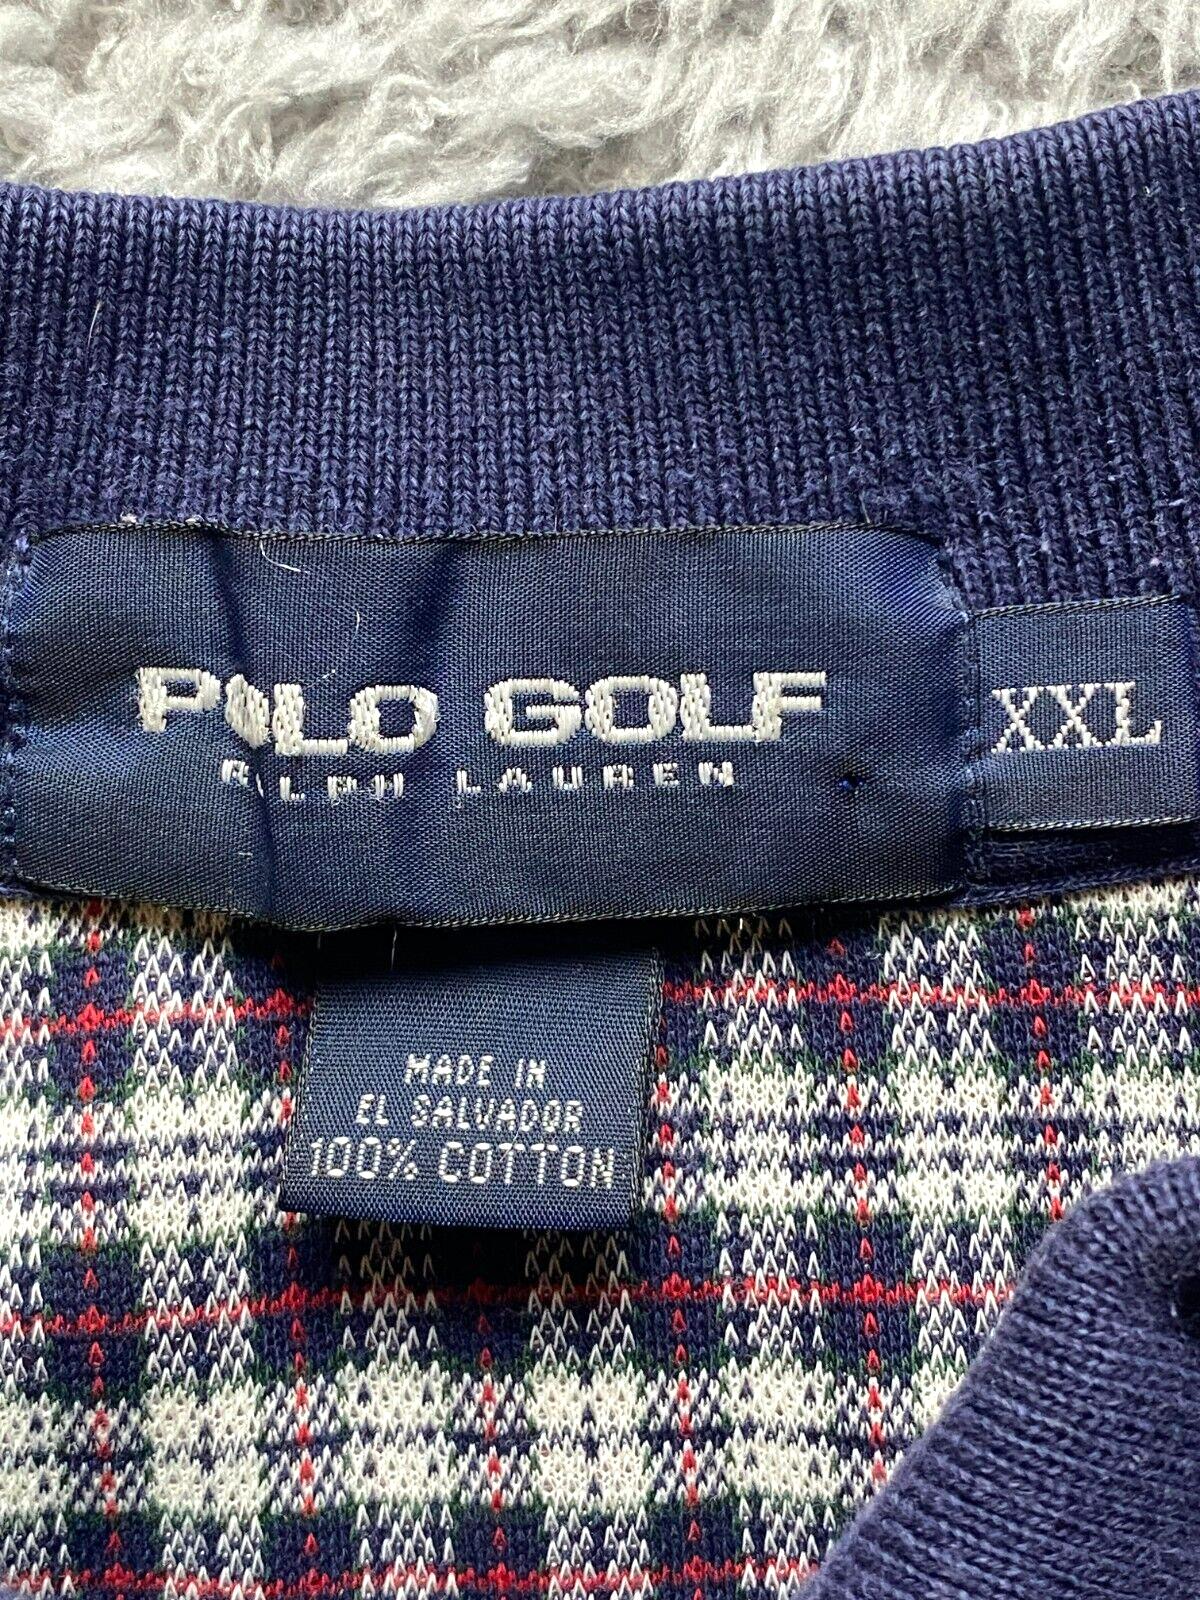 POLO GOLF
RALPH LAUREN
XXL
MADE IN
EL SALVADOR
100% COTTON